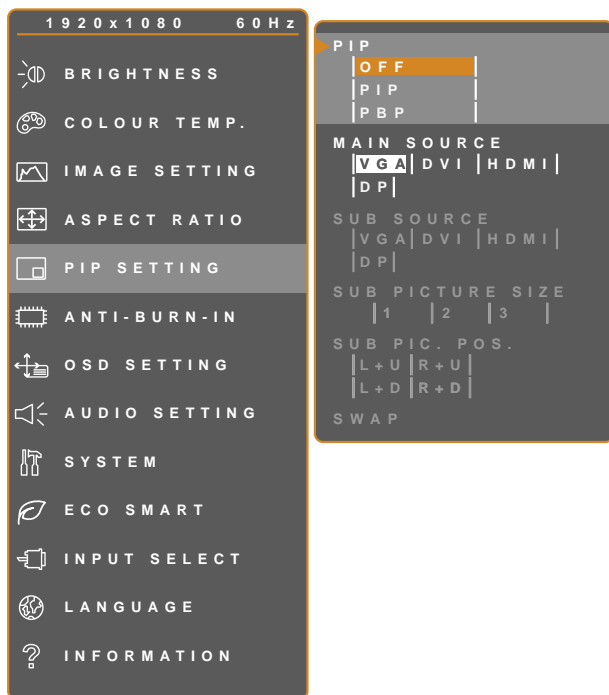 1920x1080 60Hz
BRIGHTNESS
COLOUR TEMP.
IMAGE SETTING
ASPECT RATIO
PIP SETTING
ANTI-BURN-IN
OSD SETTING
AUDIO SETTING
SYSTEM
ECO SMART
INPUT SELECT
LANGUAGE
INFORMATION
PIP
OFF
PIP
PBP
MAIN SOURCE
VGA DVI HDMI
DP
SUB SOURCE
VGA DVI HDMI
DP
SUB PICTURE SIZE
1 2 3
SUB PIC. POS.
L+U R+U
L+D R+D
SWAP